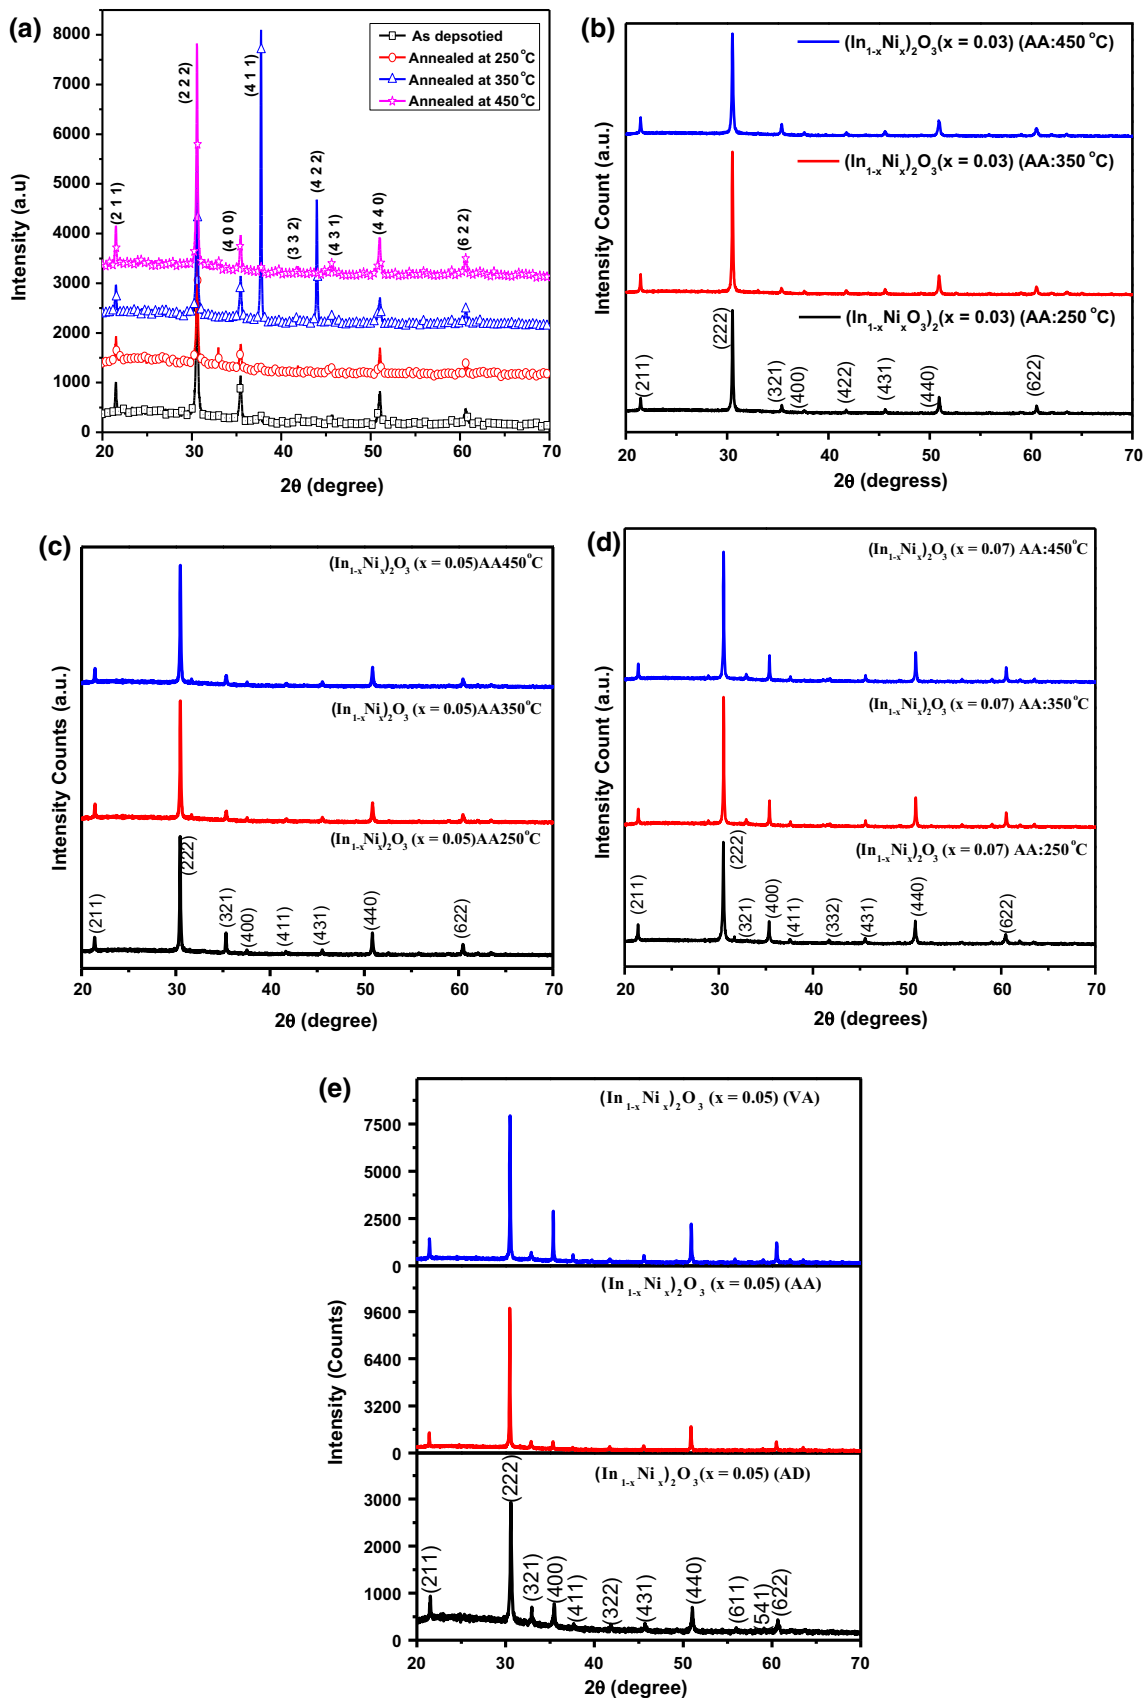 (a)
8000
7000
6000
5000
4000
3000
2000
1000
0
Intensity (a.u)
As depsotied
Annealed at 250°C
Annealed at 350°C
Annealed at 450°C
(2 1 1)
(2 2 2)
(4 0 0)
(4 1 1)
(3 3 2)
(4 2 2)
(4 3 1)
(4 4 0)
(6 2 2)
20 30 40 50 60 70
2θ (degree)
(b)
Intensity Count (a.u.)
(In1-xNix)2O3(x = 0.03) (AA:450 °C)
(In1-xNix)2O3(x = 0.03) (AA:350 °C)
(In1-xNixO3)2(x = 0.03) (AA:250 °C)
(211)
(222)
(321)
(400)
(422)
(431)
(440)
(622)
20 30 40 50 60 70
2θ (degress)
(c)
Intensity Counts (a.u.)
(In1-xNix)2O3 (x = 0.05)AA450°C
(In1-xNix)2O3 (x = 0.05)AA350°C
(In1-xNix)2O3 (x = 0.05)AA250°C
(211)
(222)
(321)
(400)
(411)
(431)
(440)
(622)
20 30 40 50 60 70
2θ (degree)
(d)
Intensity Count (a.u.)
(In1-xNix)2O3 (x = 0.07) AA:450°C
(In1-xNix)2O3 (x = 0.07) AA:350°C
(In1-xNix)2O3 (x = 0.07) AA:250°C
(211)
(222)
(321)
(400)
(411)
(332)
(431)
(440)
(622)
20 30 40 50 60 70
2θ (degrees)
(e)
Intensity (Counts)
(In1-xNix)2O3 (x = 0.05) (VA)
7500
5000
2500
0
(In1-xNix)2O3 (x = 0.05) (AA)
9600
6400
3200
0
(In1-xNix)2O3(x = 0.05) (AD)
3000
2000
1000
0
(211)
(222)
(321)
(400)
(411)
(322)
(431)
(440)
(611)
(541)
(622)
20 30 40 50 60 70
2θ (degree)